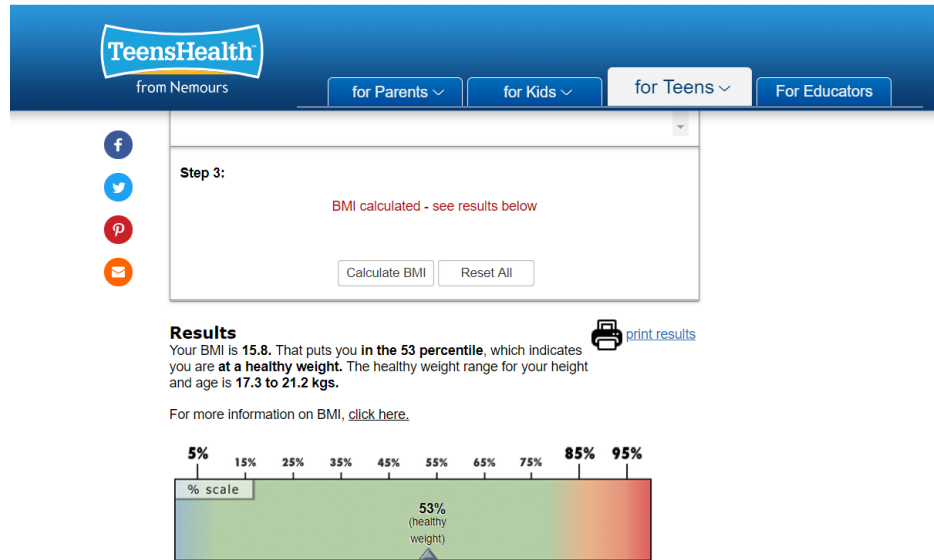 TeensHealth™
from Nemours
for Parents
for Kids
for Teens
For Educators
Step 3:
BMI calculated - see results below
Calculate BMI
Reset All
Results
print results
Your BMI is 15.8. That puts you in the 53 percentile, which indicates
you are at a healthy weight. The healthy weight range for your height
and age is 17.3 to 21.2 kgs.
For more information on BMI, click here.
5% 15% 25% 35% 45% 55% 65% 75% 85% 95%
% scale
53%
(healthy
weight)